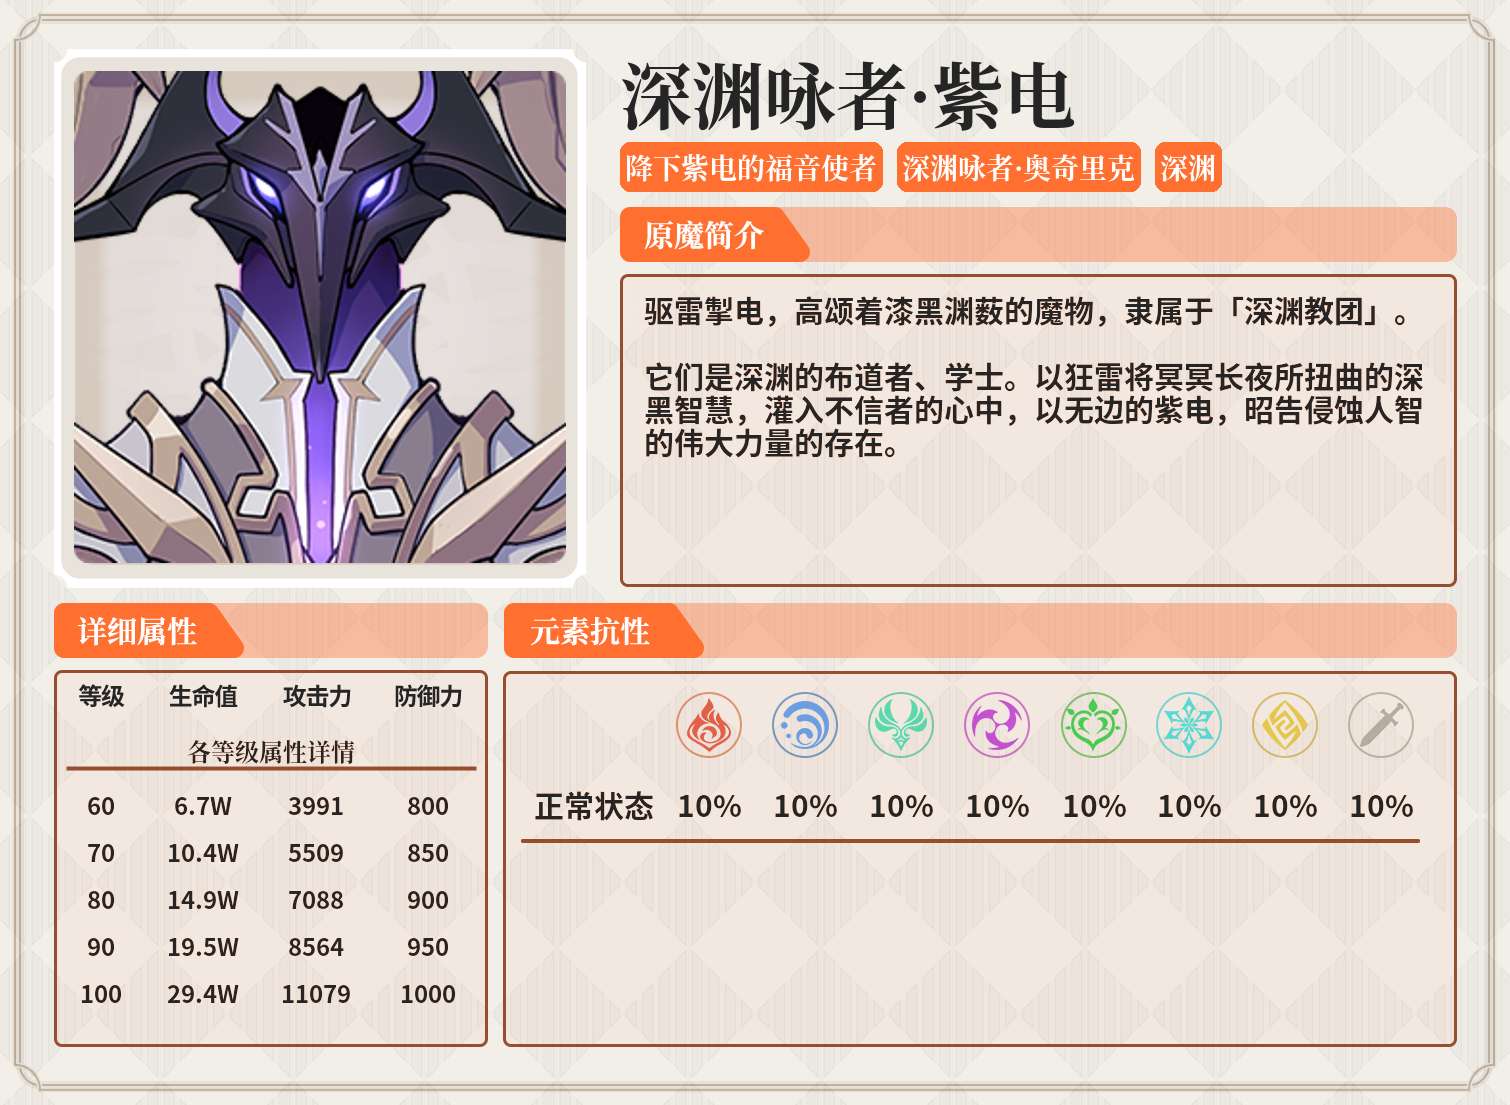 深渊咏者·紫电
降下紫电的福音使者 深渊咏者·奥奇里克 深渊
原魔简介
驱雷掣电，高颂着漆黑渊薮的魔物，隶属于「深渊教团」。
它们是深渊的布道者、学士。以狂雷将冥冥长夜所扭曲的深
黑智慧，灌入不信者的心中，以无边的紫电，昭告侵蚀人智
的伟大力量的存在。
详细属性
等级 生命值 攻击力 防御力
各等级属性详情
60 6.7W 3991 800
70 10.4W 5509 850
80 14.9W 7088 900
90 19.5W 8564 950
100 29.4W 11079 1000
元素抗性
正常状态 10% 10% 10% 10% 10% 10% 10% 10%